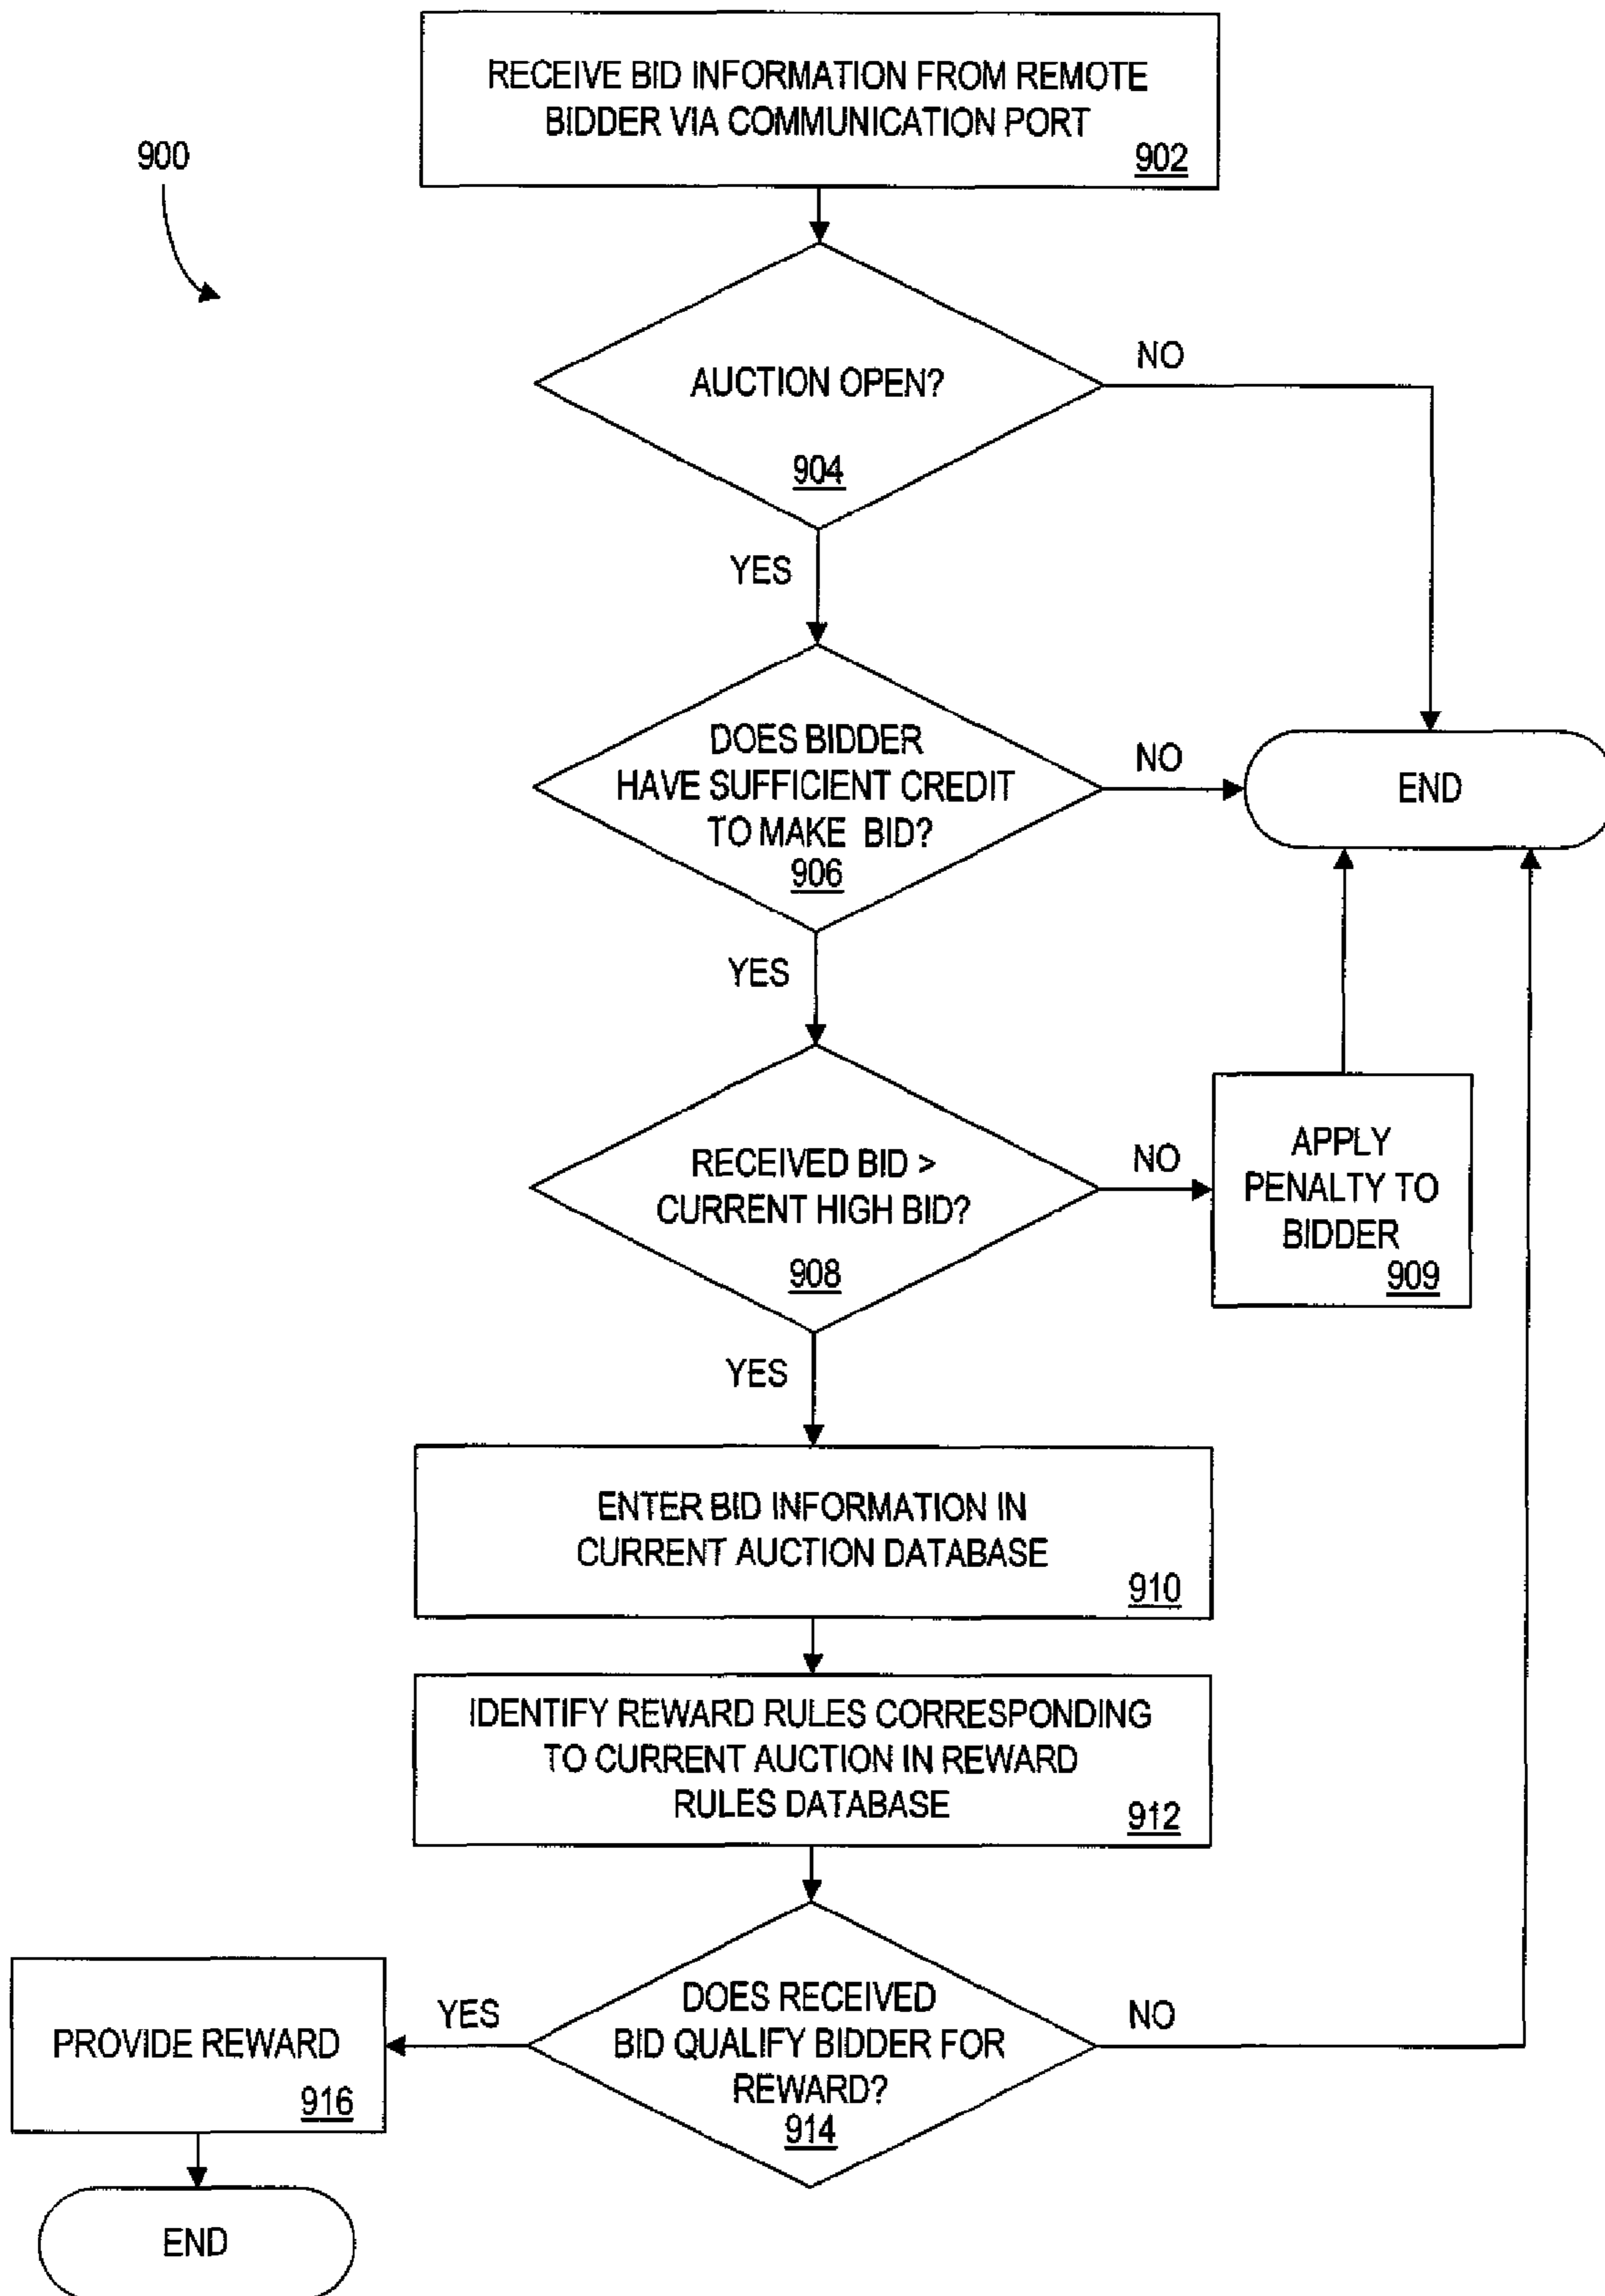 RECEIVE BID INFORMATION FROM REMOTE
BIDDER VIA COMMUNICATION PORT
902
900
AUCTION OPEN?
904
NO
YES
DOES BIDDER
HAVE SUFFICIENT CREDIT
TO MAKE BID?
906
NO
END
YES
RECEIVED BID >
CURRENT HIGH BID?
908
NO
APPLY
PENALTY TO
BIDDER
909
YES
ENTER BID INFORMATION IN
CURRENT AUCTION DATABASE
910
IDENTIFY REWARD RULES CORRESPONDING
TO CURRENT AUCTION IN REWARD
RULES DATABASE
912
DOES RECEIVED
BID QUALIFY BIDDER FOR
REWARD?
914
NO
YES
PROVIDE REWARD
916
END